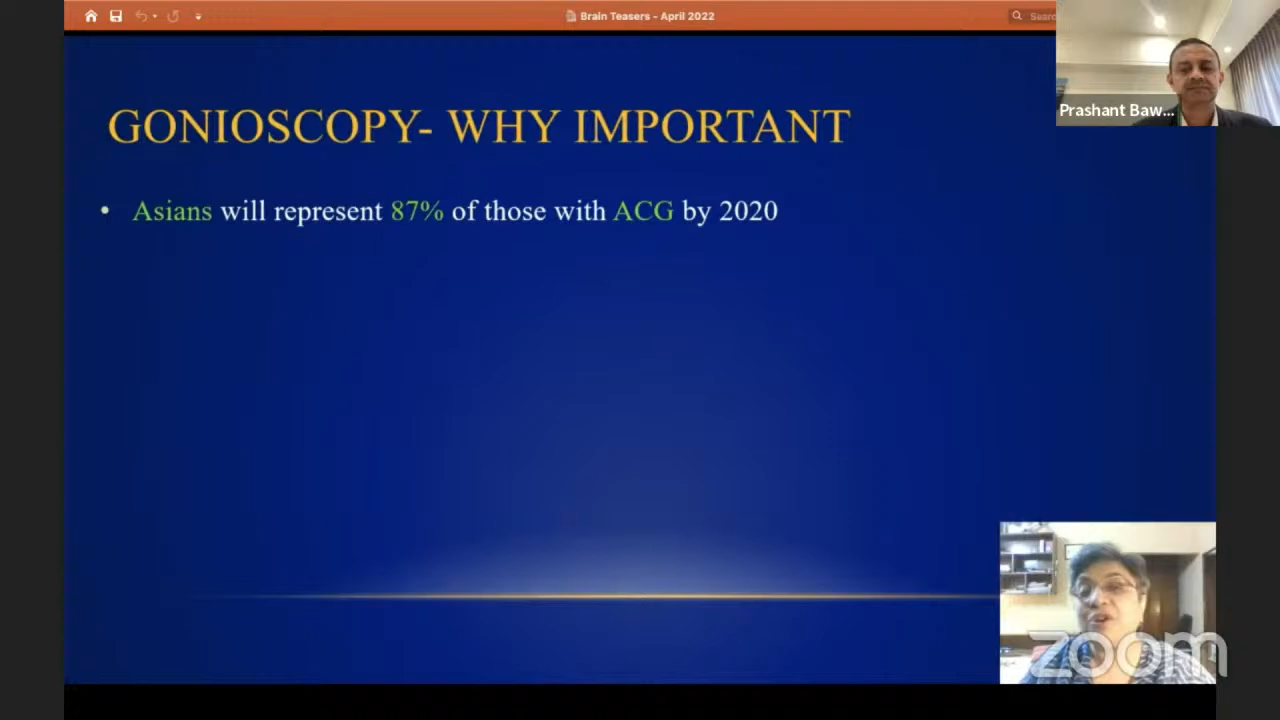 Brain Teasers - April 2022
Prashant Baw...
GONIOSCOPY- WHY IMPORTANT
• Asians will represent 87% of those with ACG by 2020
zoom